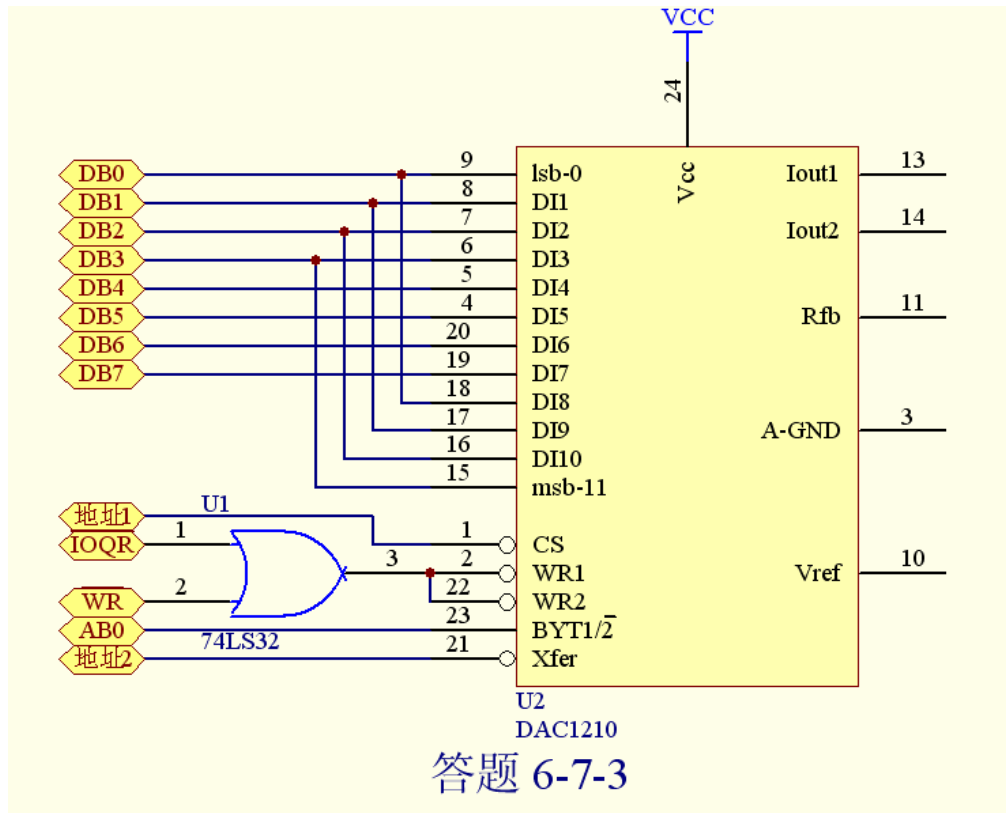 VCC
24
DB0 9 lsb-0 Vcc Iout1 13
DB1 8 DI1
DB2 7 DI2 Iout2 14
DB3 6 DI3
DB4 5 DI4
DB5 4 DI5 Rfb 11
DB6 20 DI6
DB7 19 DI7
18 DI8
17 DI9 A-GND 3
16 DI10
15 msb-11
地址1 U1
IOQR 1 1 CS
3 2 WR1 Vref 10
WR 2 22 WR2
AB0 74LS32 23 BYT1/2
地址2 21 Xfer
U2
DAC1210
答题 6-7-3